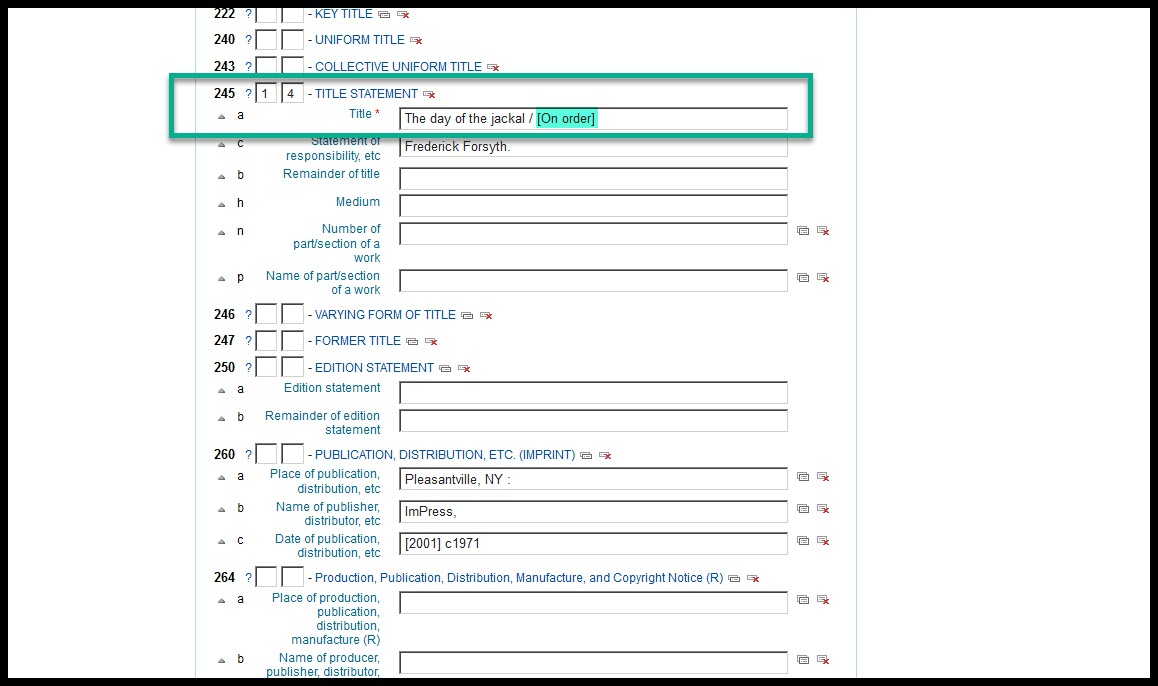 222 ? - KEY TITLE
240 ? - UNIFORM TITLE
243 ? - COLLECTIVE UNIFORM TITLE
245 ? 1 4 - TITLE STATEMENT
a Title * The day of the jackal / [On order]
c Statement of
responsibility, etc Frederick Forsyth.
b Remainder of title
h Medium
n Number of
part/section of a
work
p Name of part/section
of a work
246 ? - VARYING FORM OF TITLE
247 ? - FORMER TITLE
250 ? - EDITION STATEMENT
a Edition statement
b Remainder of edition
statement
260 ? - PUBLICATION, DISTRIBUTION, ETC. (IMPRINT)
a Place of publication,
distribution, etc Pleasantville, NY :
b Name of publisher,
distributor, etc ImPress,
c Date of publication,
distribution, etc [2001] c1971
264 ? - Production, Publication, Distribution, Manufacture, and Copyright Notice (R)
a Place of production,
publication,
distribution,
manufacture (R)
b Name of producer,
publisher, distributor,